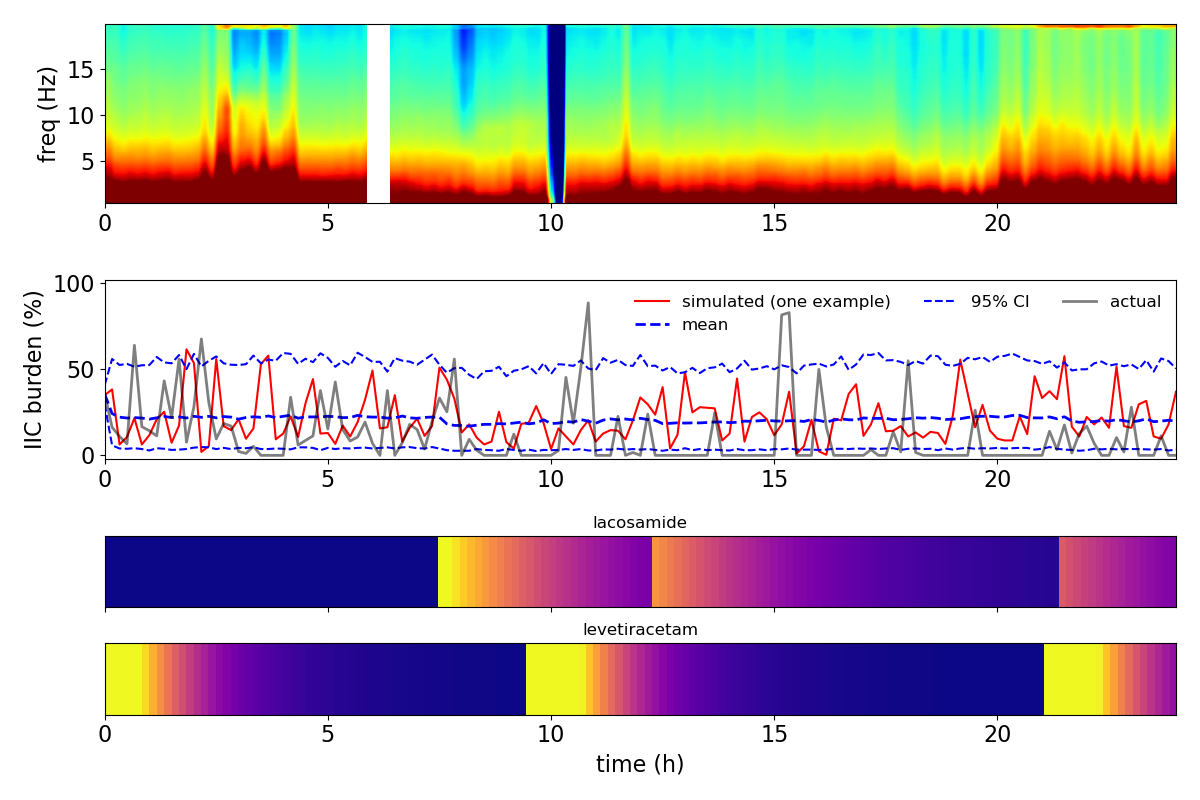 freq (Hz)
15
10
5
0 5 10 15 20
IIC burden (%)
100
50
0
simulated (one example)
mean
95% CI
actual
0 5 10 15 20
lacosamide
levetiracetam
0 5 10 15 20
time (h)